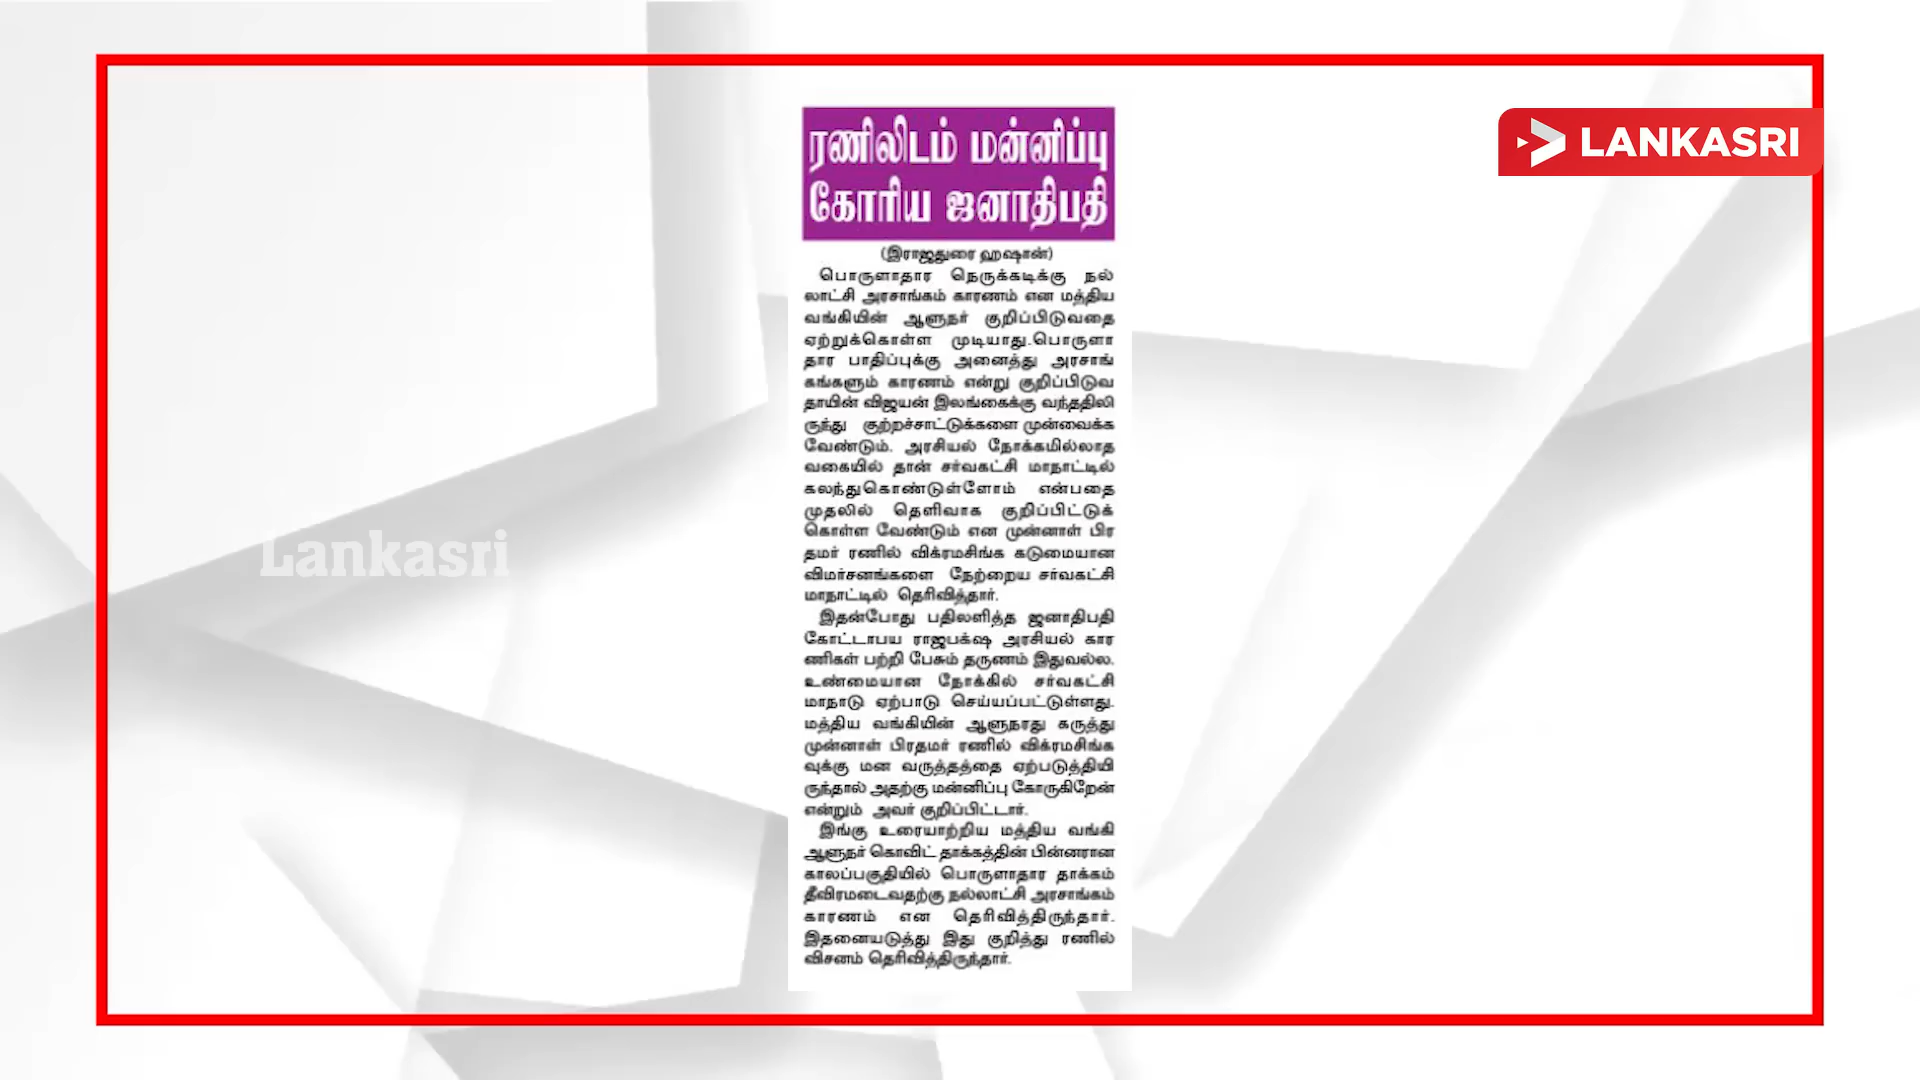 LANKASRI
ரணிலிடம் மன்னிப்பு
கோரிய ஜனாதிபதி
(இராஜதுரை ஹஷான்)
பொருளாதார நெருக்கடிக்கு நல்
லாட்சி அரசாங்கம் காரணம் என மத்திய
வங்கியின் ஆளுநர் குறிப்பிடுவதை
ஏற்றுக்கொள்ள முடியாது.பொருளா
தார பாதிப்புக்கு அனைத்து அரசாங்
கங்களும் காரணம் என்று குறிப்பிடுவ
தாயின் விஜயன் இலங்கைக்கு வந்ததிலி
ருந்து குற்றச்சாட்டுக்களை முன்வைக்க
வேண்டும். அரசியல் நோக்கமில்லாத
வகையில் தான் சர்வகட்சி மாநாட்டில்
கலந்துகொண்டுள்ளோம் என்பதை
முதலில் தெளிவாக குறிப்பிட்டுக்
கொள்ள வேண்டும் என முன்னாள் பிர
தமர் ரணில் விக்ரமசிங்க கடுமையான
விமர்சனங்களை நேற்றைய சர்வகட்சி
மாநாட்டில் தெரிவித்தார்.
இதன்போது பதிலளித்த ஜனாதிபதி
கோட்டாபய ராஜபக்ஷ அரசியல் கார
ணிகள் பற்றி பேசும் தருணம் இதுவல்ல.
உண்மையான நோக்கில் சர்வகட்சி
மாநாடு ஏற்பாடு செய்யப்பட்டுள்ளது.
மத்திய வங்கியின் ஆளுநரது கருத்து
முன்னாள் பிரதமர் ரணில் விக்ரமசிங்க
வுக்கு மன வருத்தத்தை ஏற்படுத்தியி
ருந்தால் அதற்கு மன்னிப்பு கோருகிறேன்
என்றும் அவர் குறிப்பிட்டார்.
இங்கு உரையாற்றிய மத்திய வங்கி
ஆளுநர் கொவிட் தாக்கத்தின் பின்னரான
காலப்பகுதியில் பொருளாதார தாக்கம்
தீவிரமடைவதற்கு நல்லாட்சி அரசாங்கம்
காரணம் என தெரிவித்திருந்தார்.
இதனையடுத்து இது குறித்து ரணில்
விசனம் தெரிவித்திருந்தார்.
Lankasri